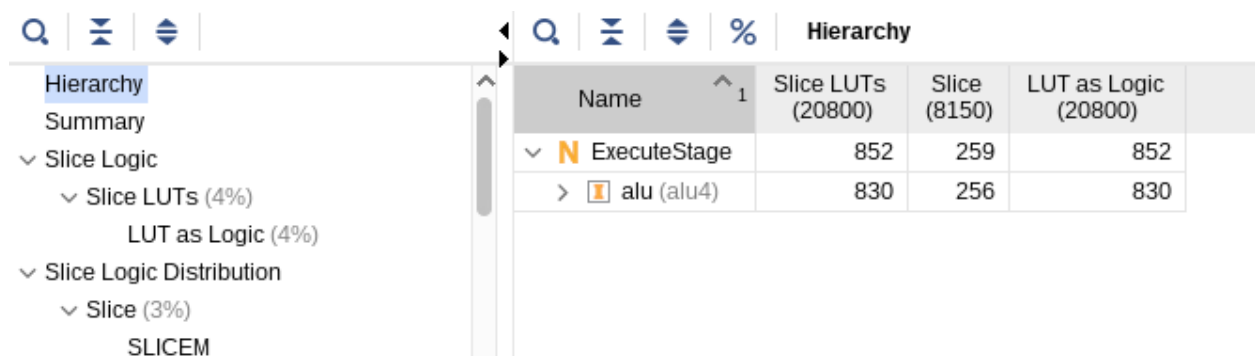 Hierarchy
Summary
Slice Logic
Slice LUTs (4%)
LUT as Logic (4%)
Slice Logic Distribution
Slice (3%)
SLICEM
% Hierarchy
Name 1 Slice LUTs (20800) Slice (8150) LUT as Logic (20800)
N ExecuteStage 852 259 852
I alu (alu4) 830 256 830